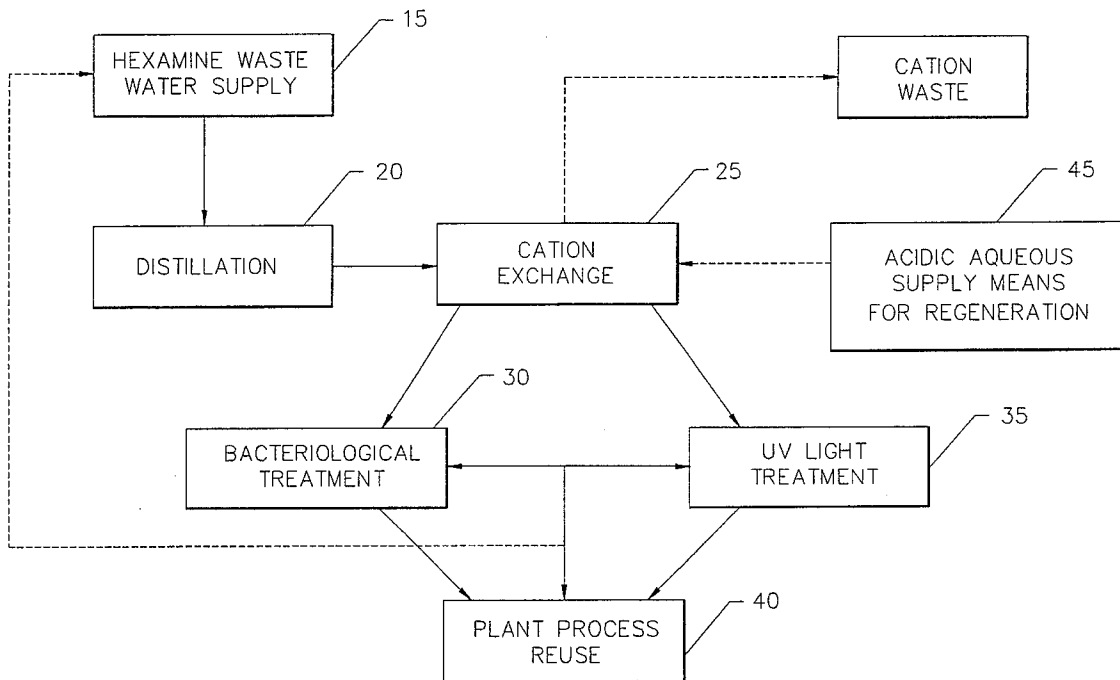 15
HEXAMINE WASTE
WATER SUPPLY
CATION
WASTE
20
25
45
DISTILLATION
CATION
EXCHANGE
ACIDIC AQUEOUS
SUPPLY MEANS
FOR REGENERATION
30
35
BACTERIOLOGICAL
TREATMENT
UV LIGHT
TREATMENT
40
PLANT PROCESS
REUSE